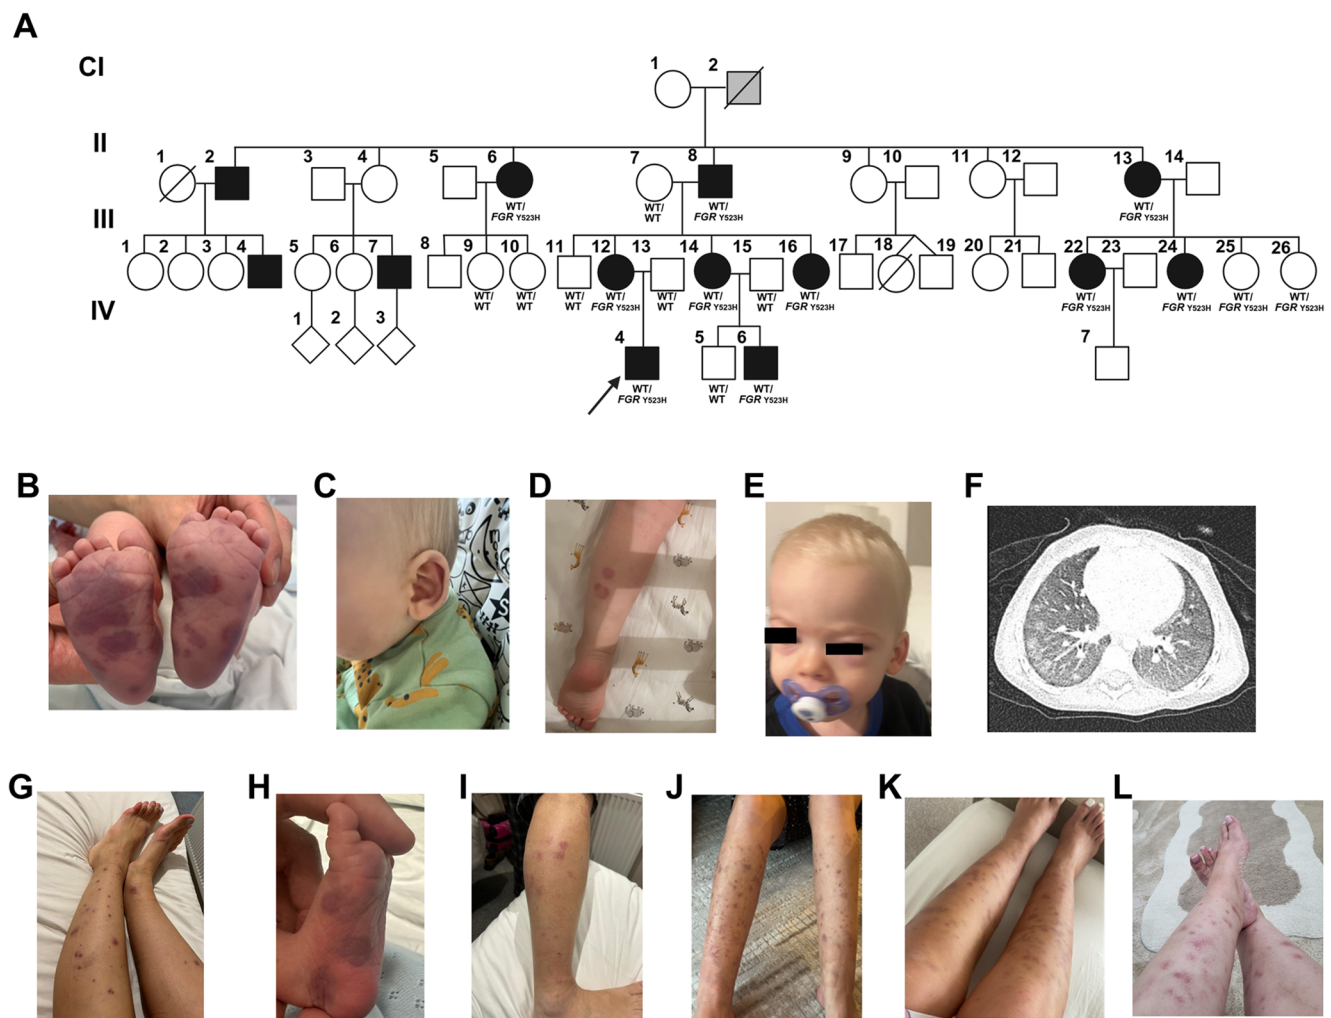 A
CI
1 2
II
1 2 3 4 5 6 7 8 9 10 11 12 13 14
WT/ FGR Y523H
WT/ WT
WT/ FGR Y523H
WT/ FGR Y523H
III
1 2 3 4 5 6 7 8 9 10 11 12 13 14 15 16 17 18 19 20 21 22 23 24 25 26
WT/ WT
WT/ WT
WT/ WT
WT/ FGR Y523H
WT/ WT
WT/ FGR Y523H
WT/ WT
WT/ FGR Y523H
WT/ FGR Y523H
WT/ FGR Y523H
WT/ FGR Y523H
WT/ FGR Y523H
IV
1 2 3 4 5 6 7
WT/ FGR Y523H
WT/ WT
WT/ FGR Y523H
B C D E F
S
G H I J K L